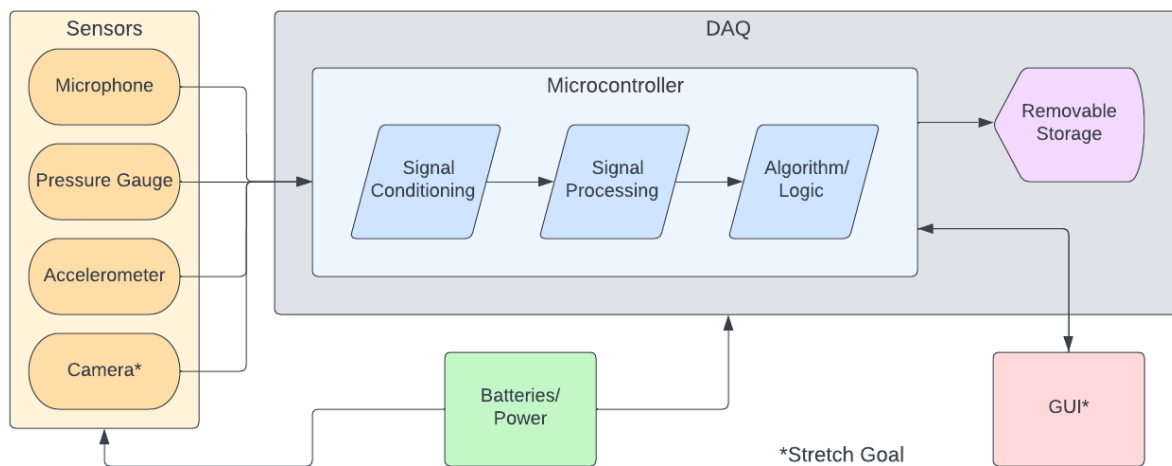 Sensors
Microphone
Pressure Gauge
Accelerometer
Camera*
DAQ
Microcontroller
Signal
Conditioning
Signal
Processing
Algorithm/
Logic
Removable
Storage
Batteries/
Power
GUI*
*Stretch Goal